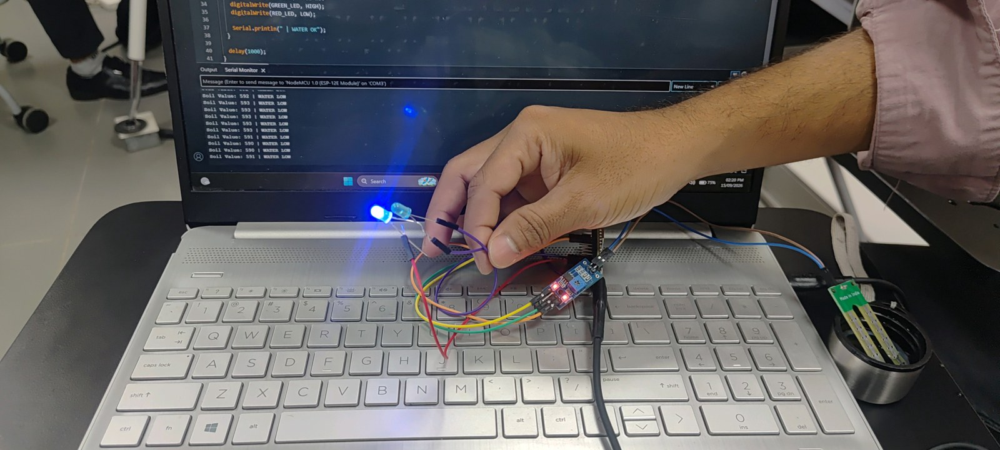 34 digitalWrite(GREEN_LED, HIGH);
35 digitalWrite(RED_LED, LOW);
36
37 Serial.println(" | WATER OK");
38 }
39
40 delay(1000);
41 }
Output Serial Monitor X
Message (Enter to send message to 'NodeMCU 1.0 (ESP-12E Module)' on 'COM3')
New Line
Soil Value: 592 | WATER LOW
Soil Value: 593 | WATER LOW
Soil Value: 593 | WATER LOW
Soil Value: 593 | WATER LOW
Soil Value: 593 | WATER LOW
Soil Value: 593 | WATER LOW
Soil Value: 591 | WATER LOW
Soil Value: 590 | WATER LOW
Soil Value: 590 | WATER LOW
Soil Value: 591 | WATER LOW
Search
75%
02:20 PM
15/09/2026
Made in India
esc
1 @ 2 # 3 $ 4 % 5 ^ 6 8
backspace
tab Q W E R T Y O P
7 home 8 9 pg up +
caps lock A S D F G H J K L enter
4 5 6
shift Z X C V B N M < , > . ? / pause shift
1 end 2 3 pg dn enter
ctrl fn alt alt ctrl
0 ins . del